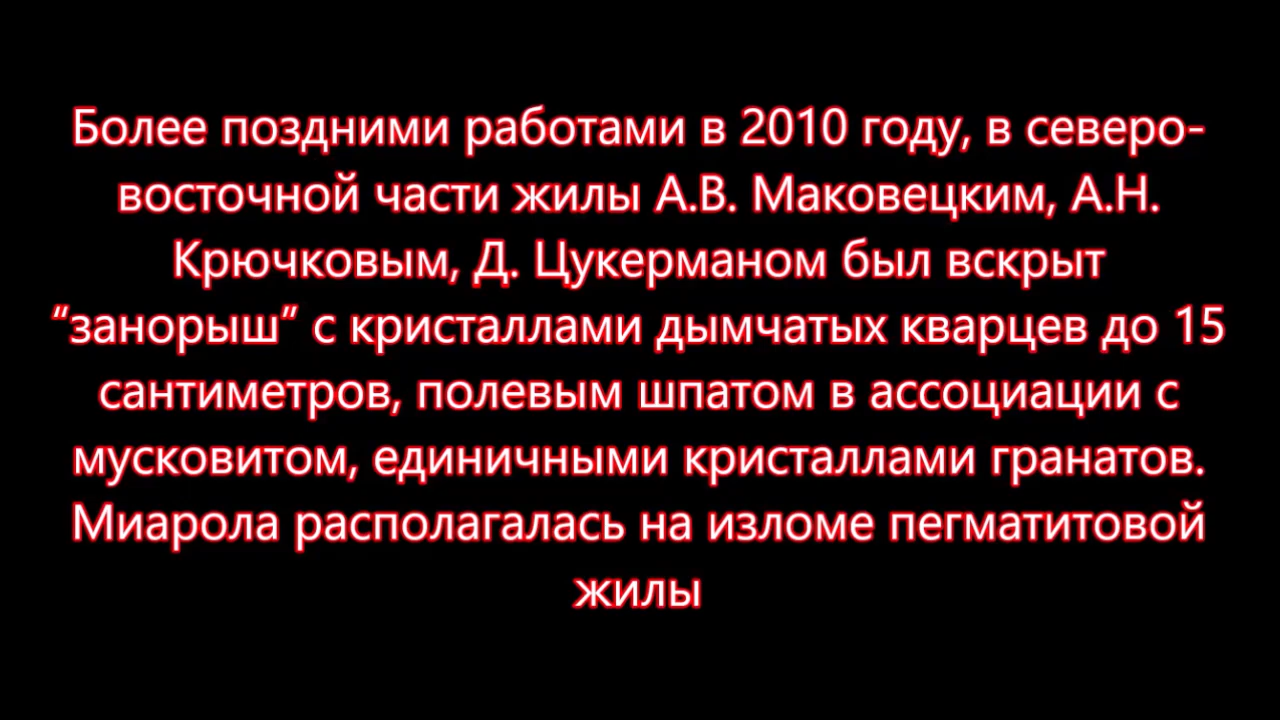 Более поздними работами в 2010 году, в северо-
восточной части жилы А.В. Маковецким, А.Н.
Крючковым, Д. Цукерманом был вскрыт
“занорыш” с кристаллами дымчатых кварцев до 15
сантиметров, полевым шпатом в ассоциации с
мусковитом, единичными кристаллами гранатов.
Миарола располагалась на изломе пегматитовой
жилы